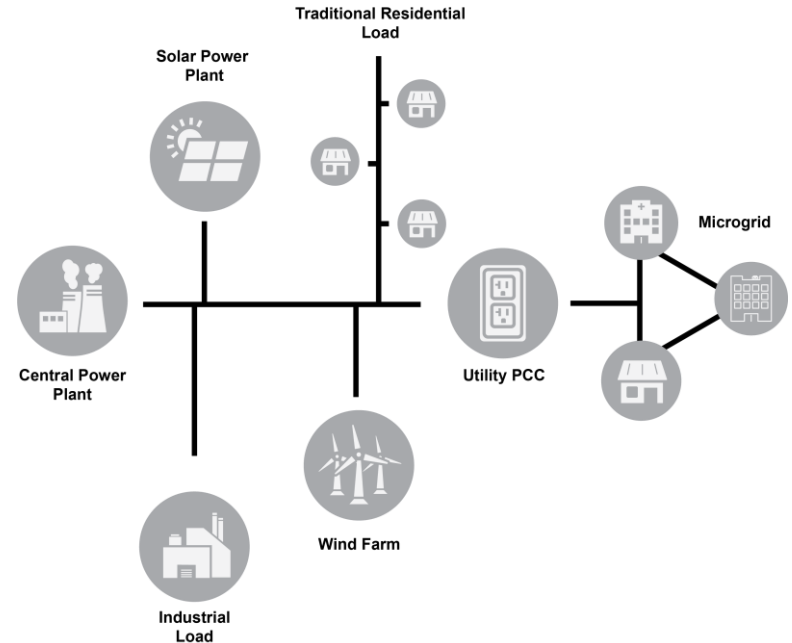 Traditional Residential
Load
Solar Power
Plant
Microgrid
Central Power
Plant
Utility PCC
Wind Farm
Industrial
Load